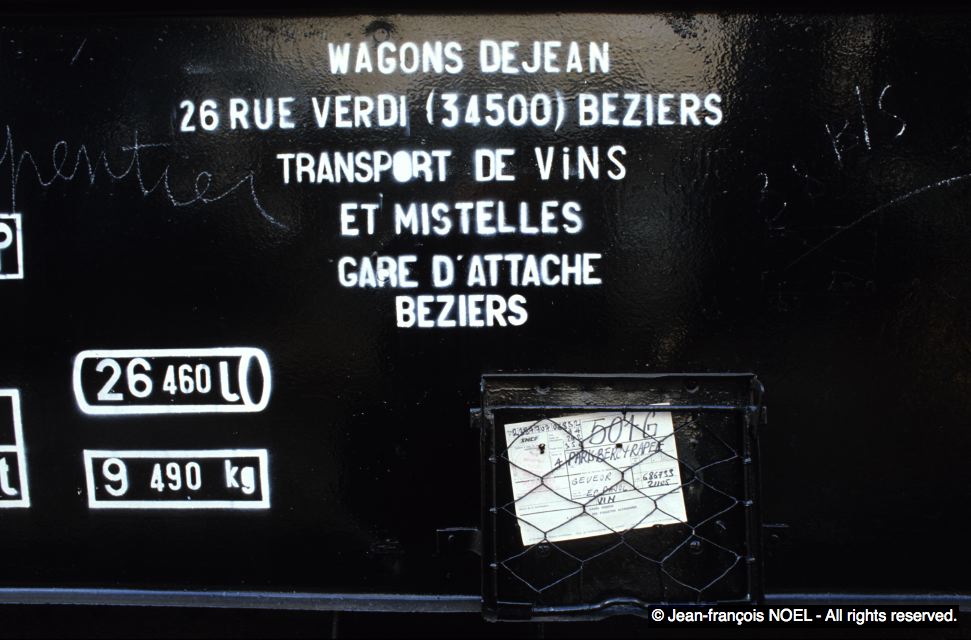 WAGONS DEJEAN
26 RUE VERDI (34500) BEZIERS
TRANSPORT DE ViNS
ET MISTELLES
GARE D'ATTACHE
BEZIERS
26 460 l
9 490 kg
t
SNCF
501G
PARIS-BERCY-RAPEE
VIN
© Jean-françois NOEL - All rights reserved.